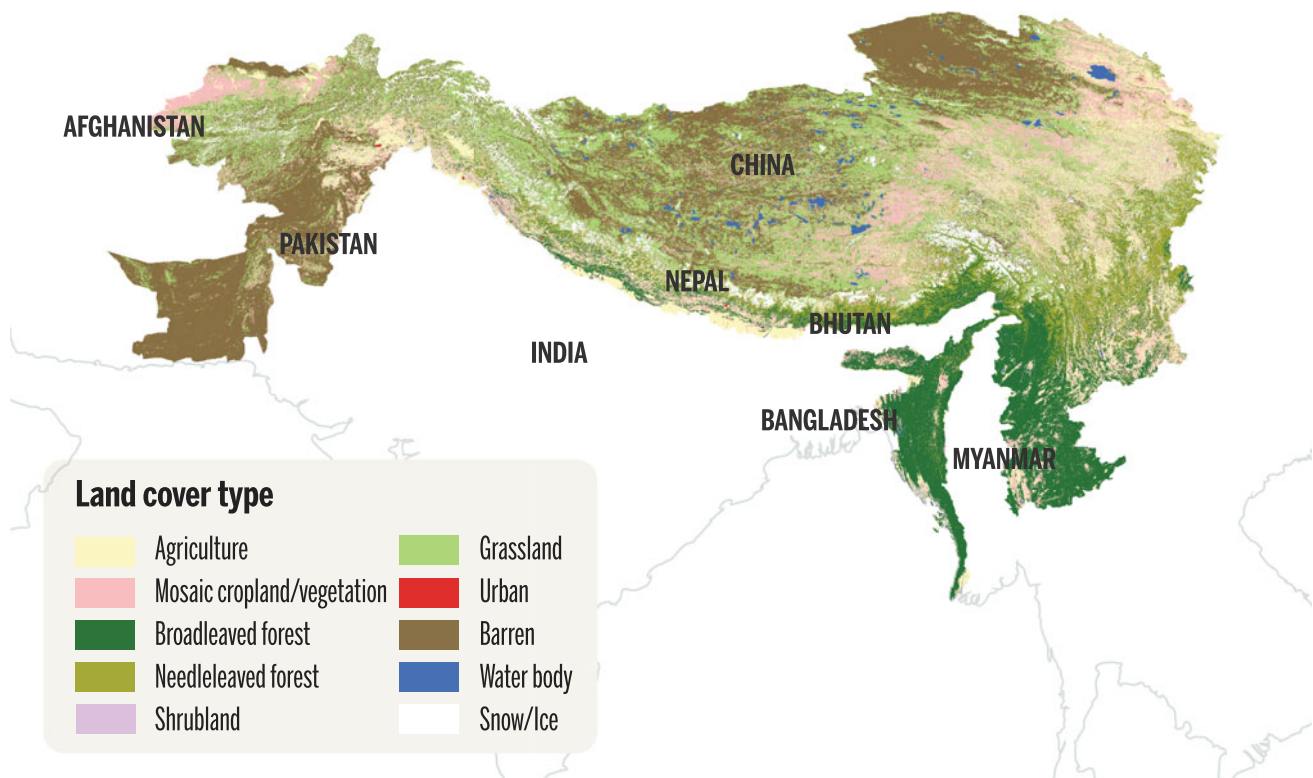 AFGHANISTAN
CHINA
PAKISTAN
NEPAL
BHUTAN
INDIA
BANGLADESH
MYANMAR
Land cover type
Agriculture
Mosaic cropland/vegetation
Broadleaved forest
Needleleaved forest
Shrubland
Grassland
Urban
Barren
Water body
Snow/Ice